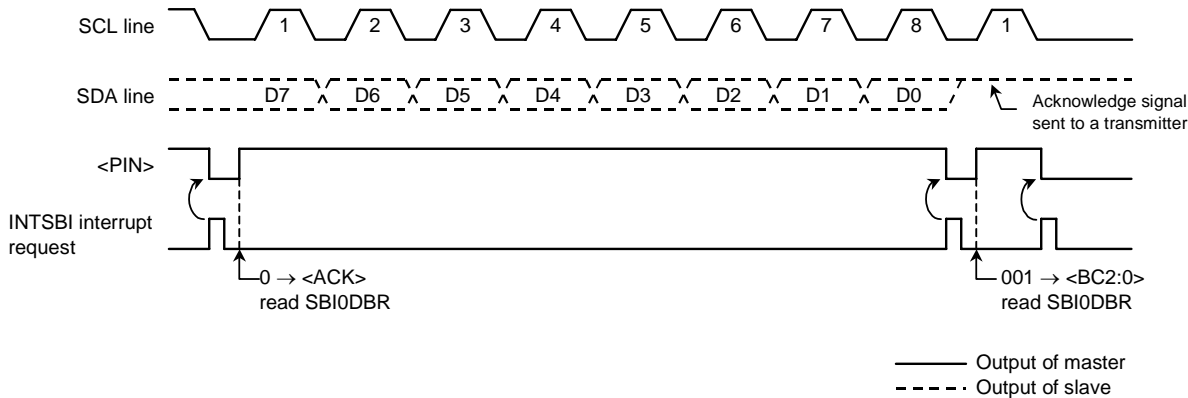 SCL line
1 2 3 4 5 6 7 8 1
SDA line
D7 D6 D5 D4 D3 D2 D1 D0
Acknowledge signal
sent to a transmitter
<PIN>
INTSBI interrupt
request
0 → <ACK>
read SBI0DBR
001 → <BC2:0>
read SBI0DBR
Output of master
Output of slave